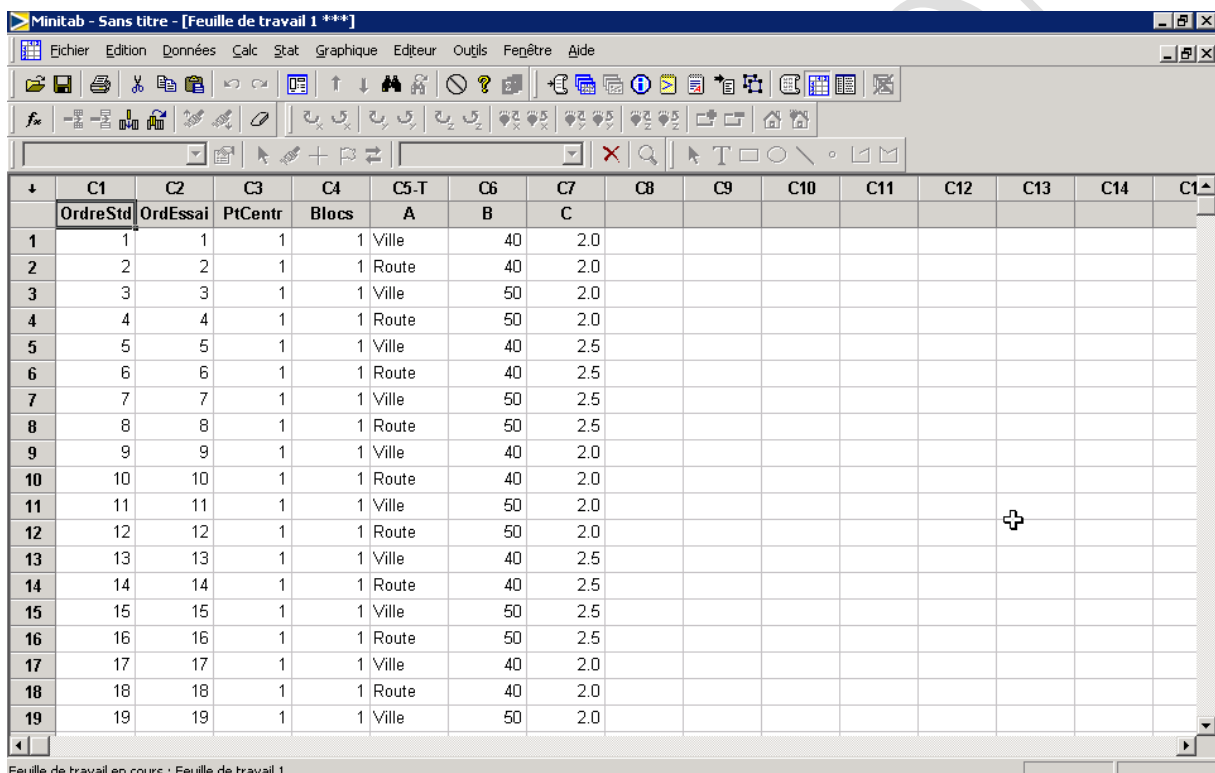 Minitab - Sans titre - [Feuille de travail 1 ***]
Fichier Edition Données Calc Stat Graphique Editeur Outils Fenêtre Aide
C1 C2 C3 C4 C5-T C6 C7 C8 C9 C10 C11 C12 C13 C14 C1
OrdreStd OrdEssai PtCentr Blocs A B C
1 1 1 1 1 Ville 40 2.0
2 2 2 1 1 Route 40 2.0
3 3 3 1 1 Ville 50 2.0
4 4 4 1 1 Route 50 2.0
5 5 5 1 1 Ville 40 2.5
6 6 6 1 1 Route 40 2.5
7 7 7 1 1 Ville 50 2.5
8 8 8 1 1 Route 50 2.5
9 9 9 1 1 Ville 40 2.0
10 10 10 1 1 Route 40 2.0
11 11 11 1 1 Ville 50 2.0
12 12 12 1 1 Route 50 2.0
13 13 13 1 1 Ville 40 2.5
14 14 14 1 1 Route 40 2.5
15 15 15 1 1 Ville 50 2.5
16 16 16 1 1 Route 50 2.5
17 17 17 1 1 Ville 40 2.0
18 18 18 1 1 Route 40 2.0
19 19 19 1 1 Ville 50 2.0
Feuille de travail en cours : Feuille de travail 1